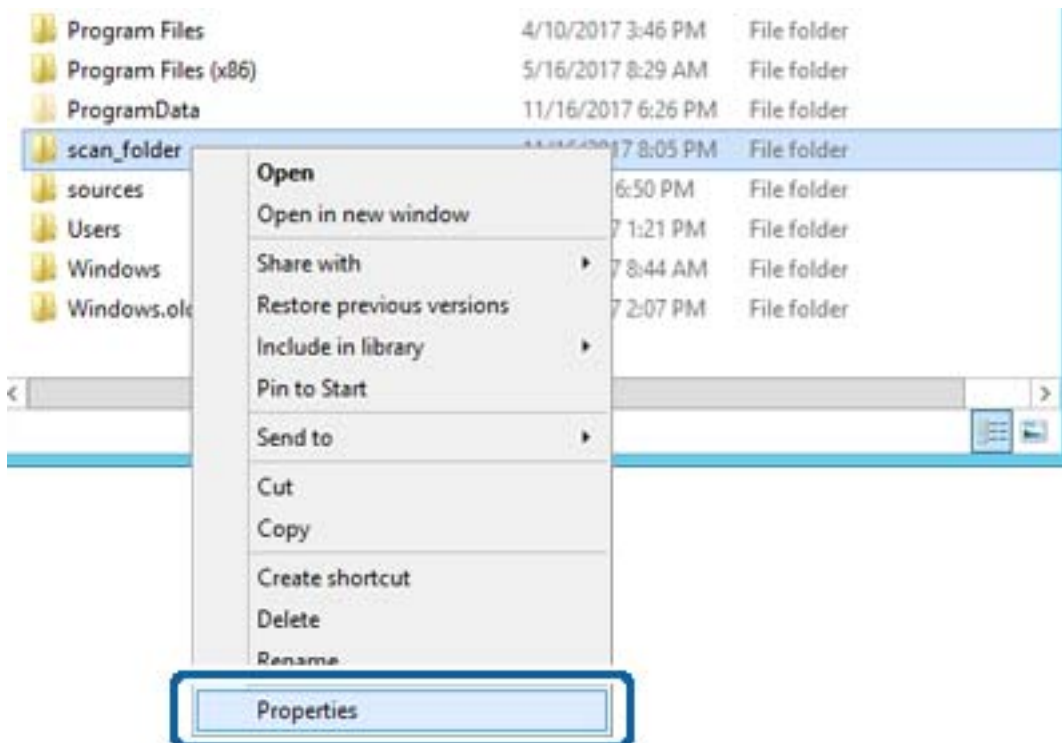 Program Files 4/10/2017 3:46 PM File folder
Program Files (x86) 5/16/2017 8:29 AM File folder
ProgramData 11/16/2017 6:26 PM File folder
scan_folder 17 8:05 PM File folder
sources 6:50 PM File folder
Users 7 1:21 PM File folder
Windows 7 8:44 AM File folder
Windows.old 7 2:07 PM File folder
Open
Open in new window
Share with
Restore previous versions
Include in library
Pin to Start
Send to
Cut
Copy
Create shortcut
Delete
Rename
Properties